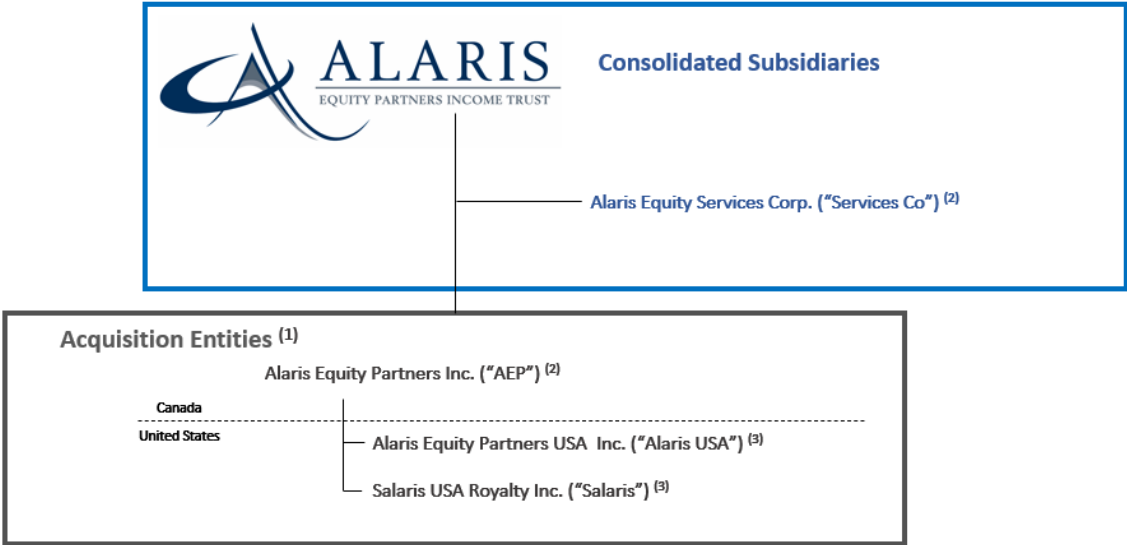 ALARIS
EQUITY PARTNERS INCOME TRUST
Consolidated Subsidiaries
Alaris Equity Services Corp. (“Services Co”) (2)
Acquisition Entities (1)
Alaris Equity Partners Inc. (“AEP”) (2)
Canada
United States
Alaris Equity Partners USA Inc. (“Alaris USA”) (3)
Salaris USA Royalty Inc. (“Salaris”) (3)